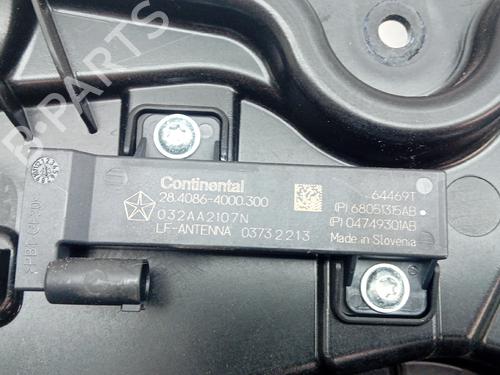 B-PARTS
Continental
28.4086-4000.300
032AA2107N
LF-ANTENNA 03732213
64469T
(P) 68051315AB
(P) 04749301AB
Made in Slovenia